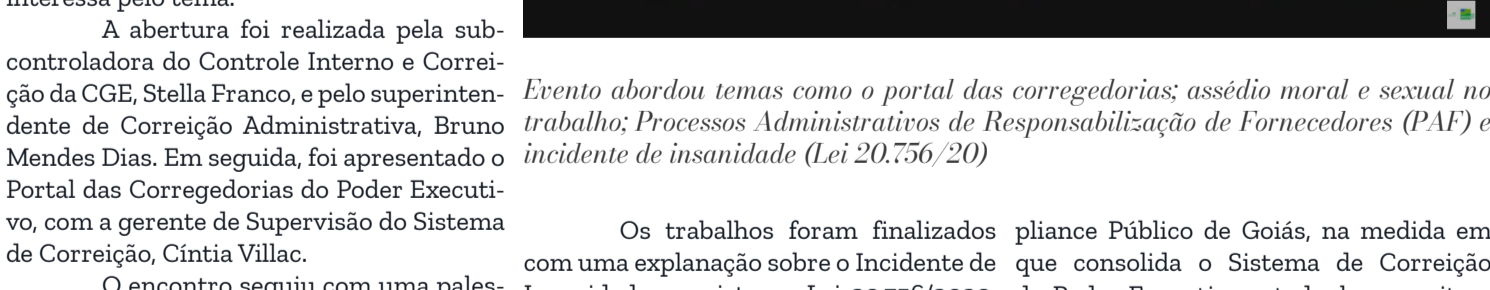 interessa pelo tema.
A abertura foi realizada pela sub-
controladora do Controle Interno e Correi-
ção da CGE, Stella Franco, e pelo superinten-
dente de Correição Administrativa, Bruno
Mendes Dias. Em seguida, foi apresentado o
Portal das Corregedorias do Poder Executi-
vo, com a gerente de Supervisão do Sistema
de Correição, Cíntia Villac.
O encontro seguiu com uma pales-
Evento abordou temas como o portal das corregedorias; assédio moral e sexual no
trabalho; Processos Administrativos de Responsabilização de Fornecedores (PAF) e
incidente de insanidade (Lei 20.756/20)
Os trabalhos foram finalizados
com uma explanação sobre o Incidente de
pliance Público de Goiás, na medida em
que consolida o Sistema de Correição